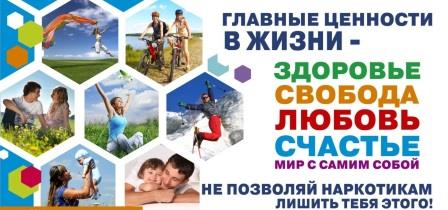 ГЛАВНЫЕ ЦЕННОСТИ
В ЖИЗНИ -
ЗДОРОВЬЕ
СВОБОДА
ЛЮБОВЬ
СЧАСТЬЕ
МИР С САМИМ СОБОЙ
НЕ ПОЗВОЛЯЙ НАРКОТИКАМ
ЛИШИТЬ ТЕБЯ ЭТОГО!